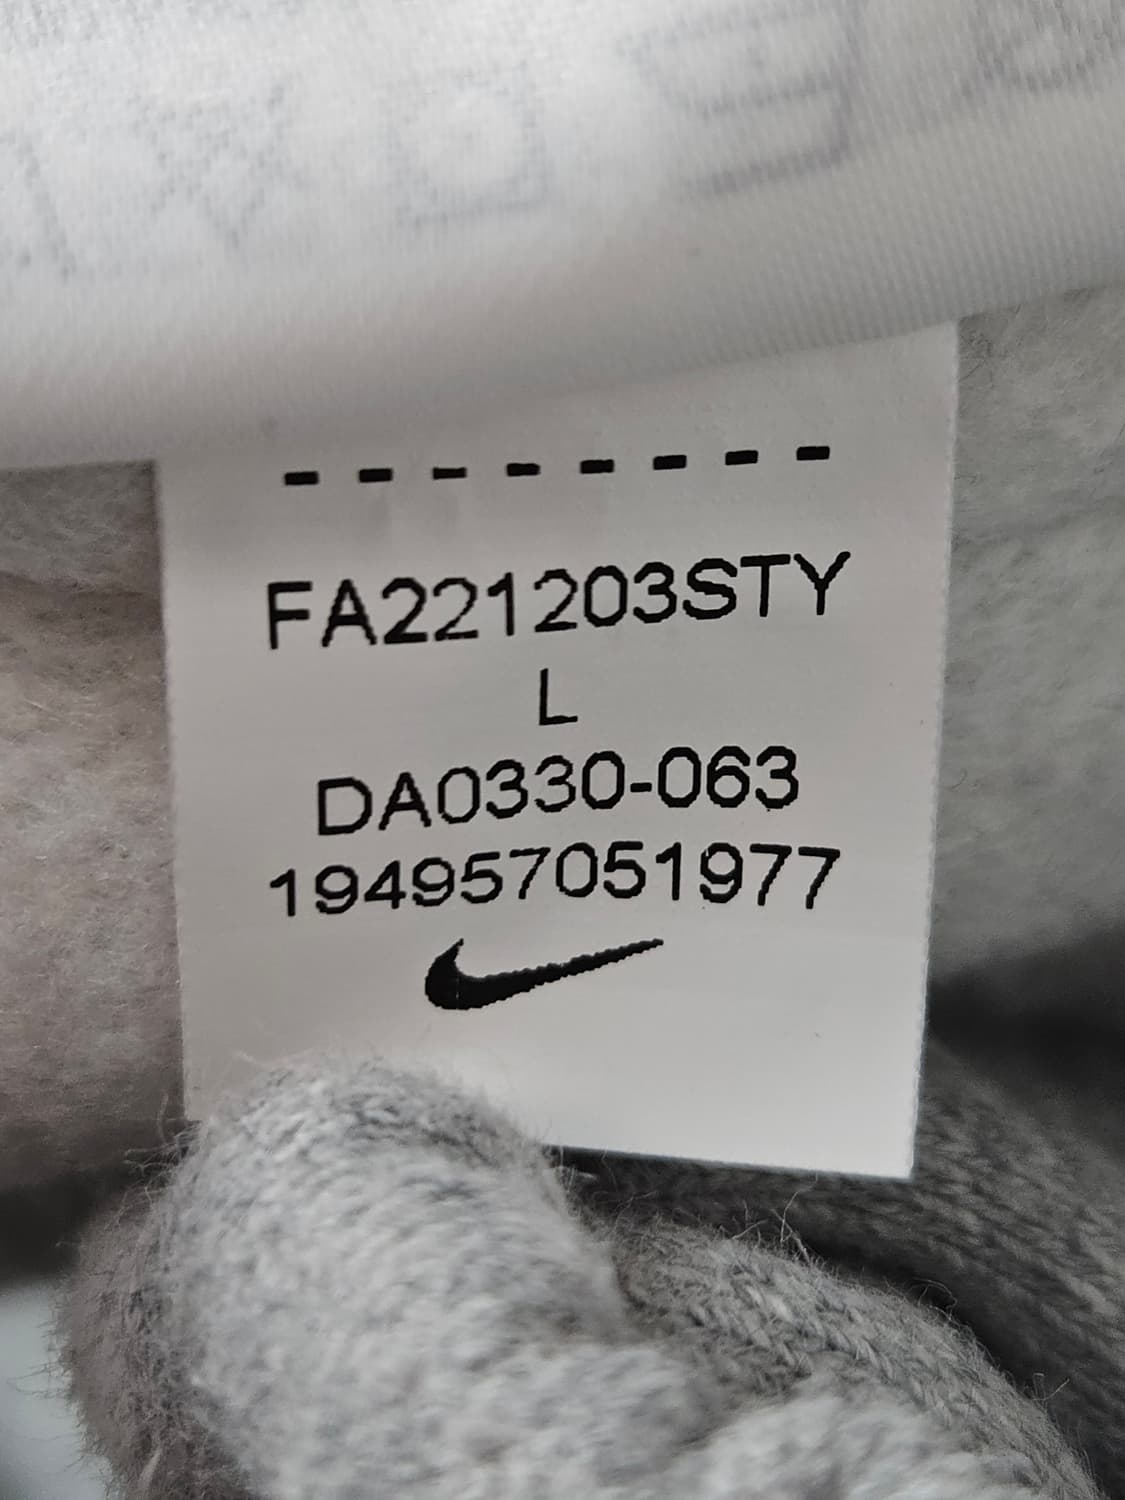 - - - - - - - -
FA221203STY
L
DA0330-063
194957051977